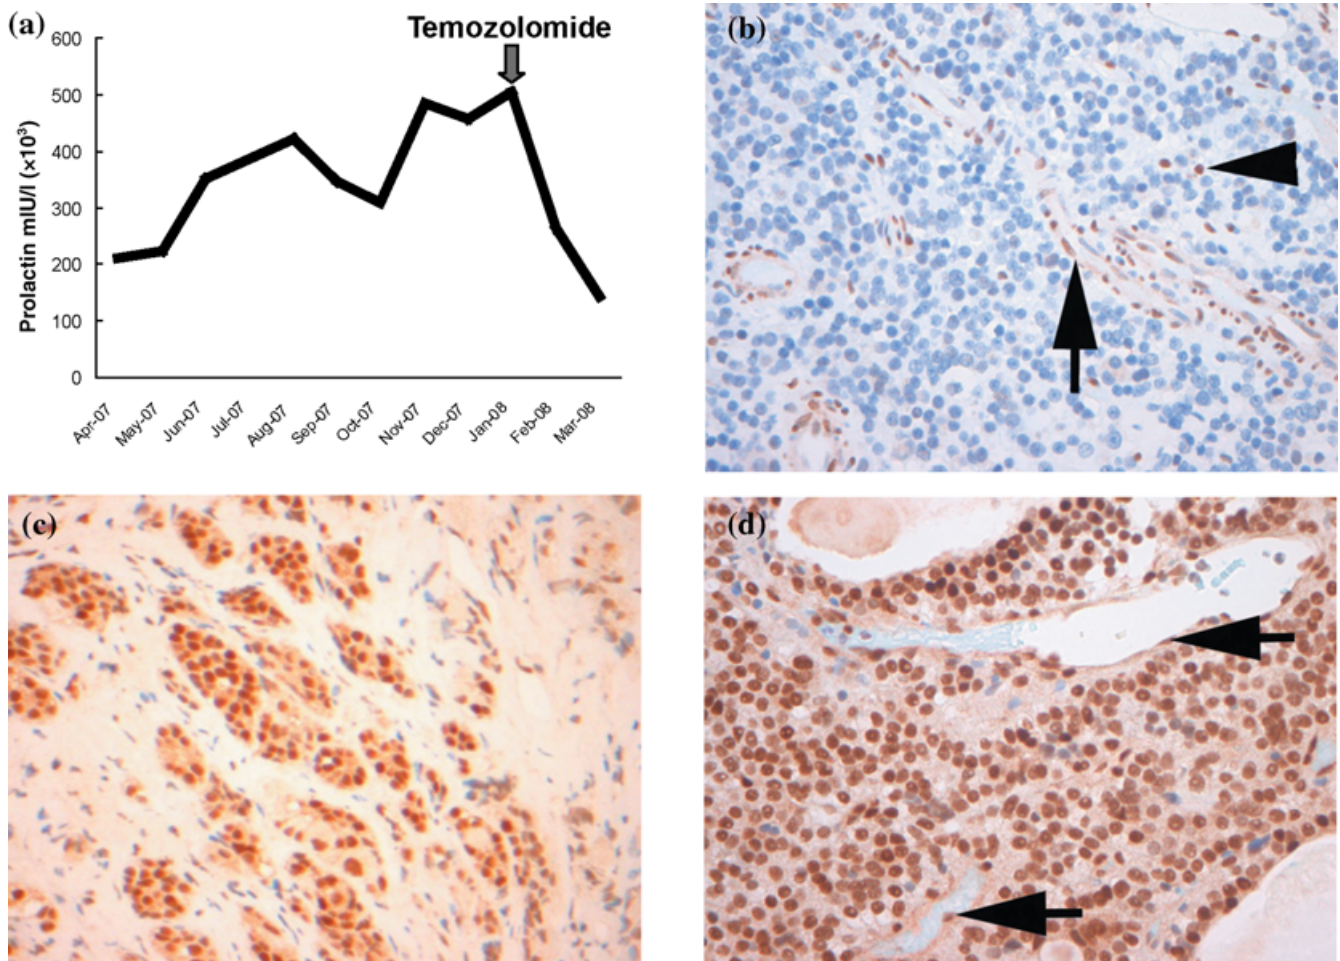 (a)
Temozolomide
600
500
400
300
200
100
0
Prolactin mIU/l (×10³)
Apr-07
May-07
Jun-07
Jul-07
Aug-07
Sep-07
Oct-07
Nov-07
Dec-07
Jan-08
Feb-08
Mar-08
(b)
(c)
(d)